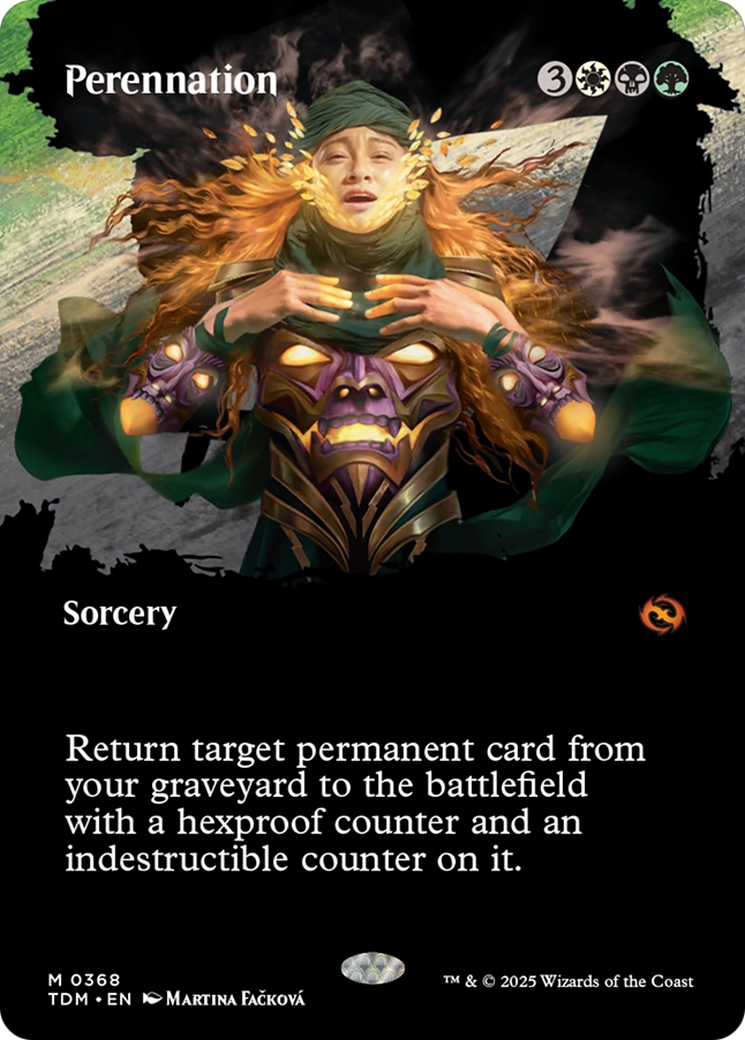 Perennation 3
Sorcery
Return target permanent card from
your graveyard to the battlefield
with a hexproof counter and an
indestructible counter on it.
M 0368
TDM • EN Martina Fačková
™ & © 2025 Wizards of the Coast